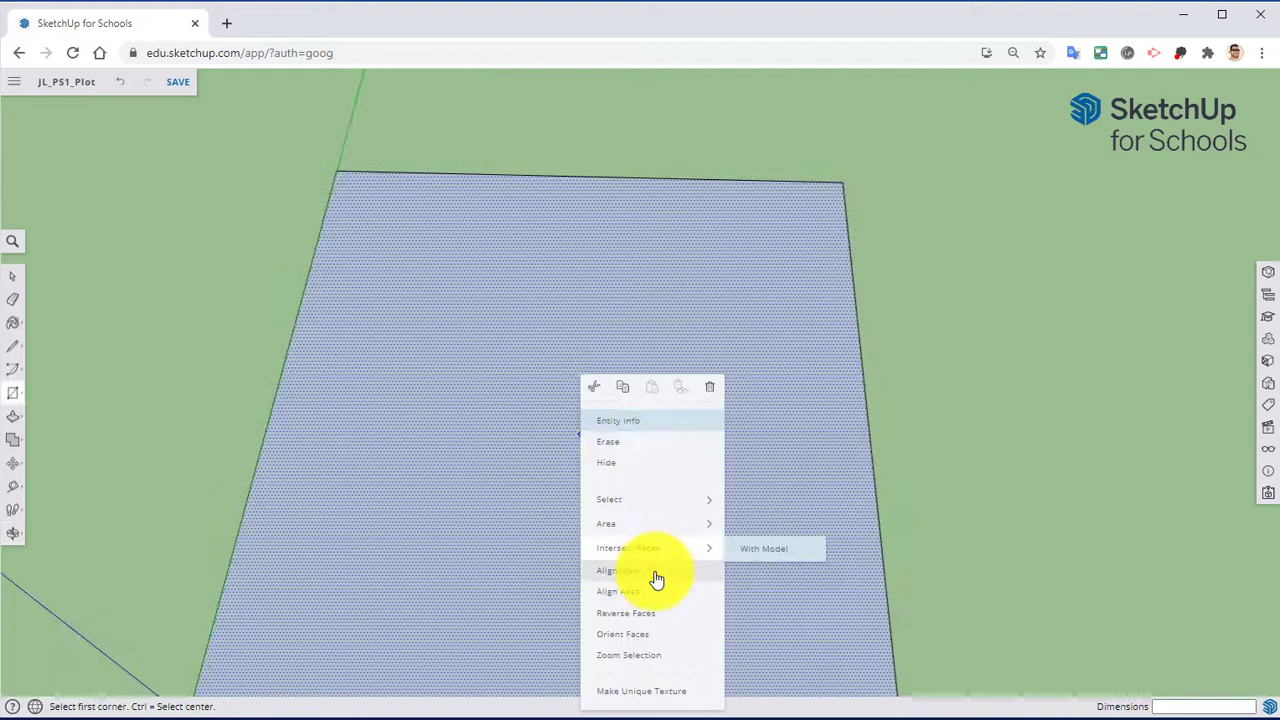 SketchUp for Schools
edu.sketchup.com/app/?auth=goog
JL_PS1_Plot
SAVE
SketchUp
for Schools
Entity Info
Erase
Hide
Select
Area
With Model
Align Axes
Reverse Faces
Orient Faces
Zoom Selection
Make Unique Texture
Select first corner. Ctrl = Select center.
Dimensions